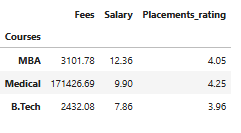 Fees Salary Placements_rating
Courses
MBA 3101.78 12.36 4.05
Medical 171426.69 9.90 4.25
B.Tech 2432.08 7.86 3.96